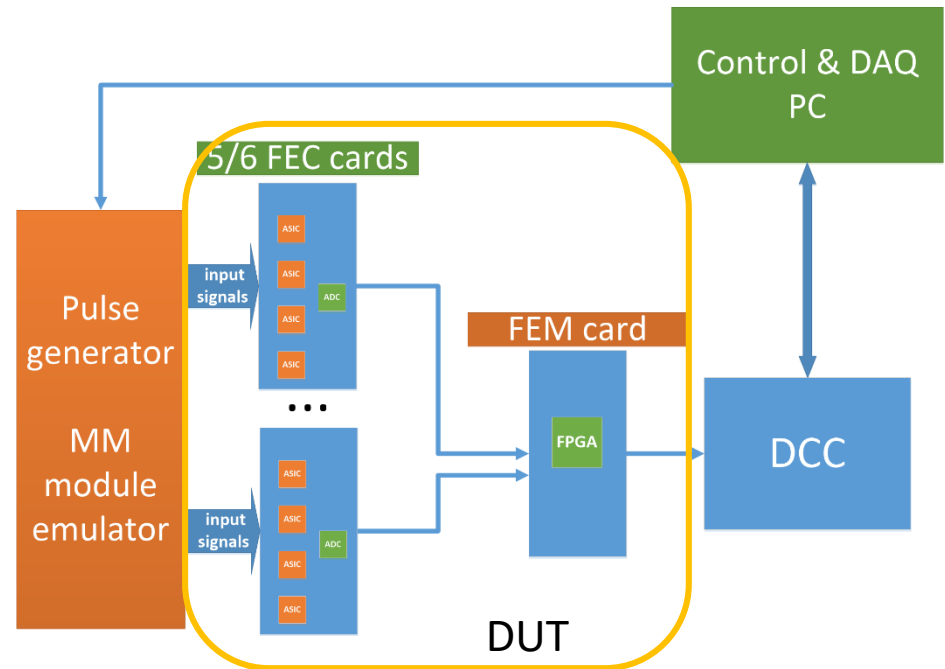 Control & DAQ
PC
5/6 FEC cards
Pulse
generator
MM
module
emulator
input
signals
ASIC
ASIC
ASIC
ASIC
ADC
...
input
signals
ASIC
ASIC
ASIC
ASIC
ADC
FEM card
FPGA
DCC
DUT